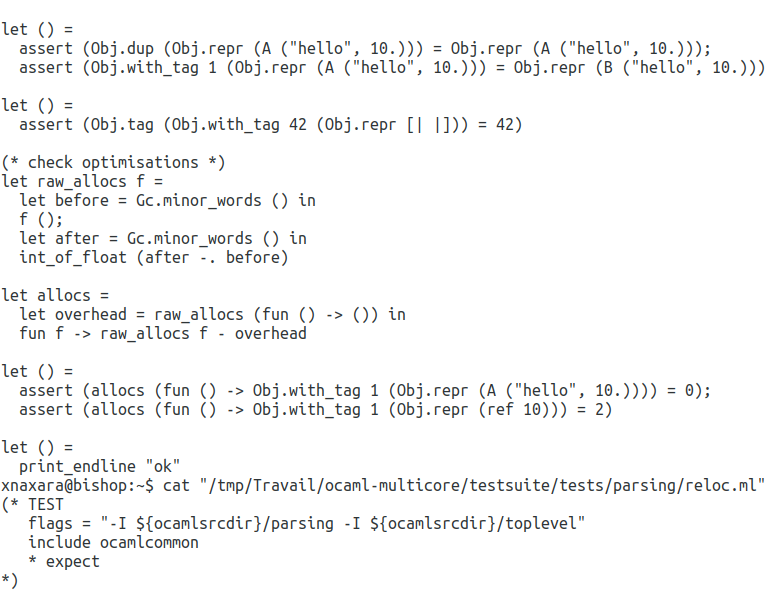 let () =
  assert (Obj.dup (Obj.repr (A ("hello", 10.))) = Obj.repr (A ("hello", 10.)));
  assert (Obj.with_tag 1 (Obj.repr (A ("hello", 10.))) = Obj.repr (B ("hello", 10.)))

let () =
  assert (Obj.tag (Obj.with_tag 42 (Obj.repr [| |])) = 42)

(* check optimisations *)
let raw_allocs f =
  let before = Gc.minor_words () in
  f ();
  let after = Gc.minor_words () in
  int_of_float (after -. before)

let allocs =
  let overhead = raw_allocs (fun () -> ()) in
  fun f -> raw_allocs f - overhead

let () =
  assert (allocs (fun () -> Obj.with_tag 1 (Obj.repr (A ("hello", 10.)))) = 0);
  assert (allocs (fun () -> Obj.with_tag 1 (Obj.repr (ref 10))) = 2)

let () =
  print_endline "ok"
xnaxara@bishop:~$ cat "/tmp/Travail/ocaml-multicore/testsuite/tests/parsing/reloc.ml"
(* TEST
   flags = "-I ${ocamlsrcdir}/parsing -I ${ocamlsrcdir}/toplevel"
   include ocamlcommon
   * expect
*)